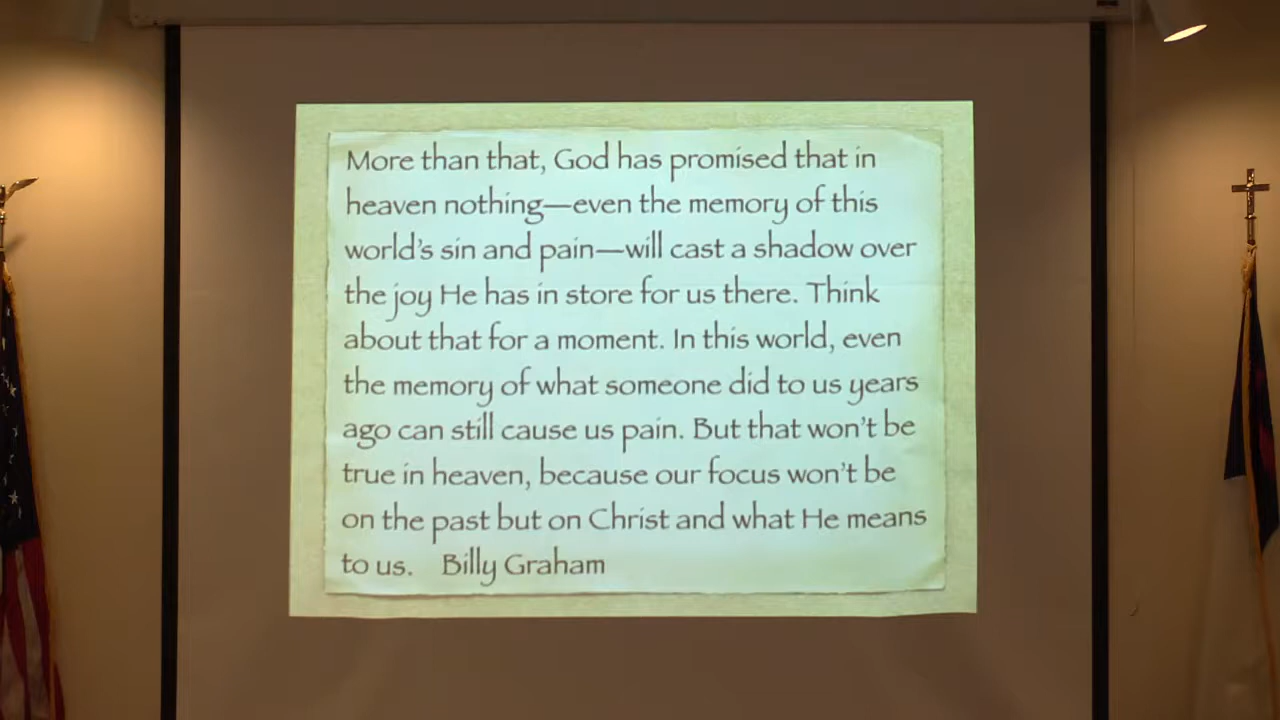 More than that, God has promised that in
heaven nothing—even the memory of this
world's sin and pain—will cast a shadow over
the joy He has in store for us there. Think
about that for a moment. In this world, even
the memory of what someone did to us years
ago can still cause us pain. But that won't be
true in heaven, because our focus won't be
on the past but on Christ and what He means
to us. Billy Graham